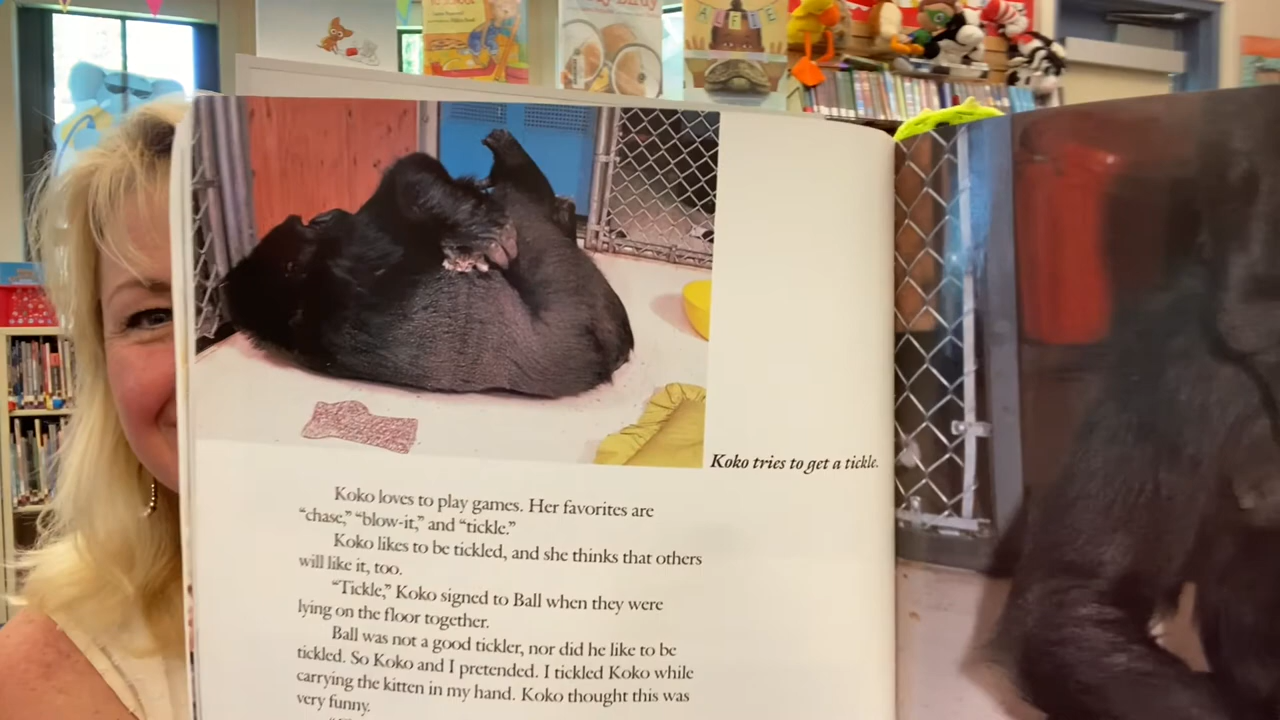 Koko tries to get a tickle.
Koko loves to play games. Her favorites are
“chase,” “blow-it,” and “tickle.”
Koko likes to be tickled, and she thinks that others
will like it, too.
“Tickle,” Koko signed to Ball when they were
lying on the floor together.
Ball was not a good tickler, nor did he like to be
tickled. So Koko and I pretended. I tickled Koko while
carrying the kitten in my hand. Koko thought this was
very funny.